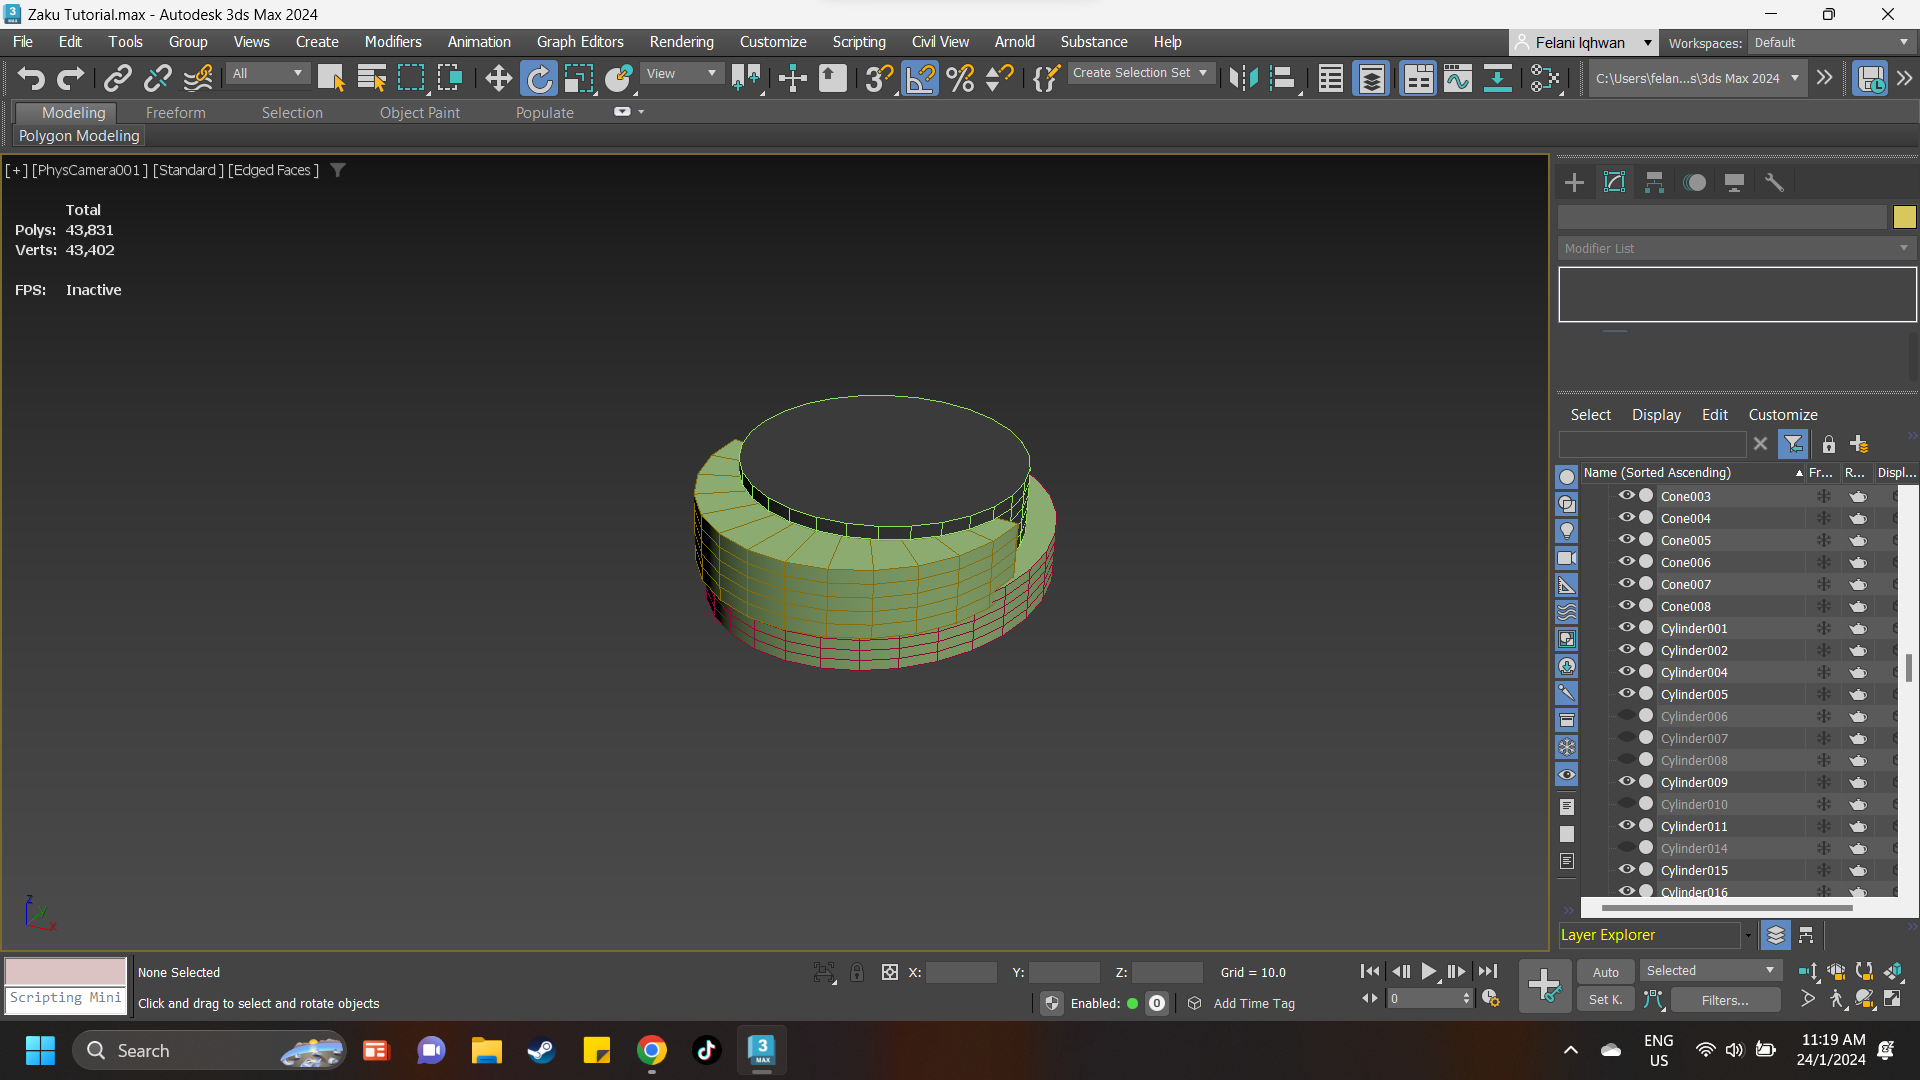 Zaku Tutorial.max - Autodesk 3ds Max 2024
File Edit Tools Group Views Create Modifiers Animation Graph Editors Rendering Customize Scripting Civil View Arnold Substance Help
Felani Iqhwan
Workspaces: Default
All
View
Create Selection Set
C:\Users\felan...s\3ds Max 2024
Modeling Freeform Selection Object Paint Populate
Polygon Modeling
[+] [PhysCamera001] [Standard] [Edged Faces]
Total
Polys: 43,831
Verts: 43,402
FPS: Inactive
Modifier List
Select Display Edit Customize
Name (Sorted Ascending) Fr... R... Displ...
Cone003
Cone004
Cone005
Cone006
Cone007
Cone008
Cylinder001
Cylinder002
Cylinder004
Cylinder005
Cylinder006
Cylinder007
Cylinder008
Cylinder009
Cylinder010
Cylinder011
Cylinder014
Cylinder015
Cylinder016
Layer Explorer
z
y
x
Scripting Mini
None Selected
Click and drag to select and rotate objects
X:
Y:
Z:
Grid = 10.0
Enabled:
0
Add Time Tag
0
Auto
Selected
Set K.
Filters...
Search
3
MAX
ENG
US
11:19 AM
24/1/2024